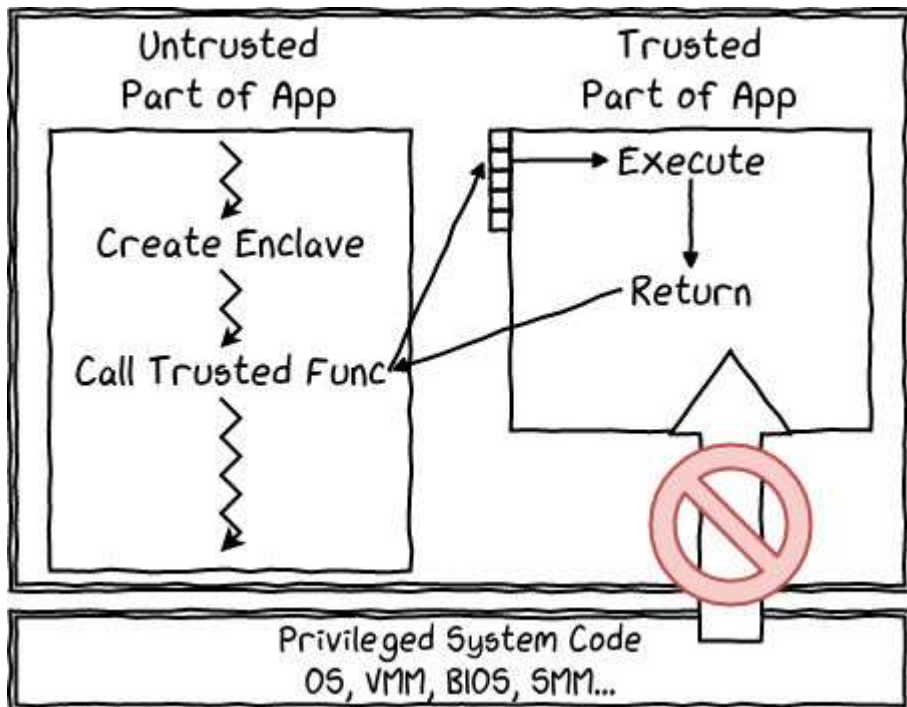 Untrusted
Part of App
Trusted
Part of App
Create Enclave
Call Trusted Func
Execute
Return
Privileged System Code
OS, VMM, BIOS, SMM...